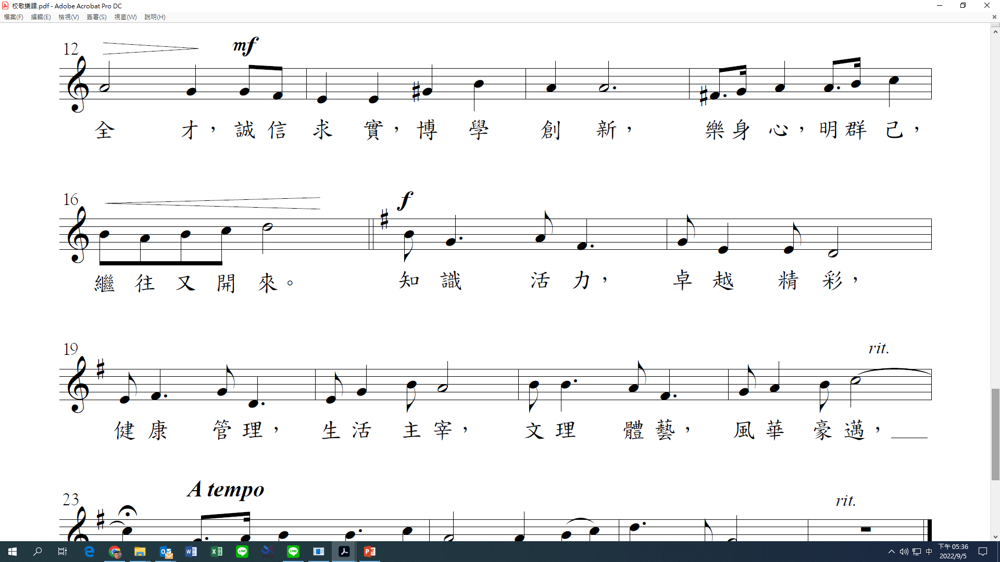 校歌樂譜.pdf - Adobe Acrobat Pro DC
檔案(F) 編輯(E) 檢視(V) 簽署(S) 視窗(W) 說明(H)
12 mf
全 才，誠 信 求 實，博 學 創 新， 樂 身 心，明 群 己，
16 f
繼 往 又 開 來。 知 識 活 力， 卓 越 精 彩，
19 rit.
健 康 管 理， 生 活 主 宰， 文 理 體 藝， 風 華 豪 邁，
A tempo
23 rit.
中 下午 05:36
2022/9/5